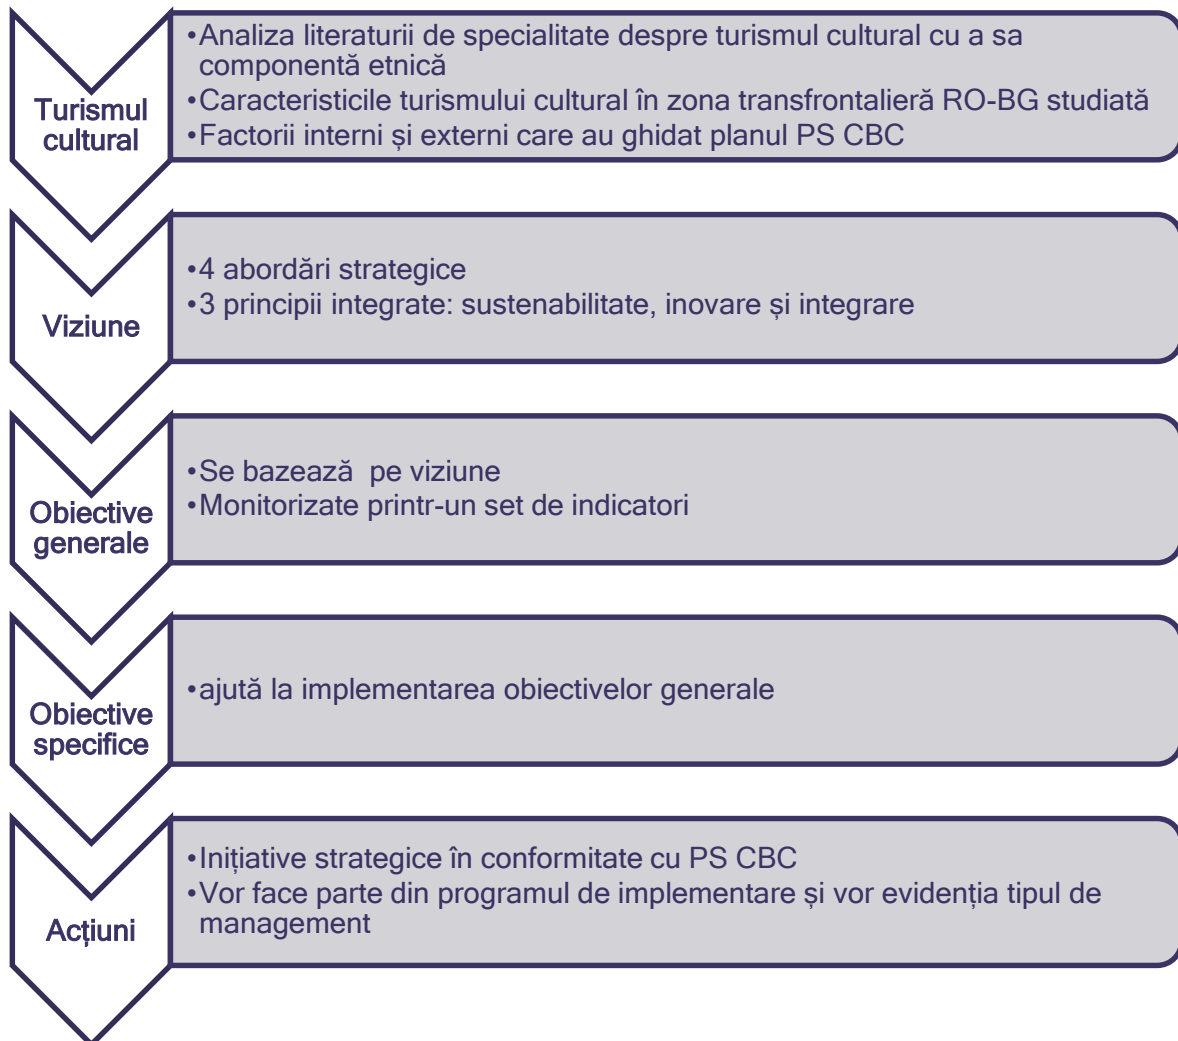 Turismul
cultural
•Analiza literaturii de specialitate despre turismul cultural cu a sa
componentă etnică
•Caracteristicile turismului cultural în zona transfrontalieră RO-BG studiată
•Factorii interni și externi care au ghidat planul PS CBC
Viziune
•4 abordări strategice
•3 principii integrate: sustenabilitate, inovare și integrare
Obiective
generale
•Se bazează  pe viziune
•Monitorizate printr-un set de indicatori
Obiective
specifice
•ajută la implementarea obiectivelor generale
Acțiuni
•Inițiative strategice în conformitate cu PS CBC
•Vor face parte din programul de implementare și vor evidenția tipul de
management